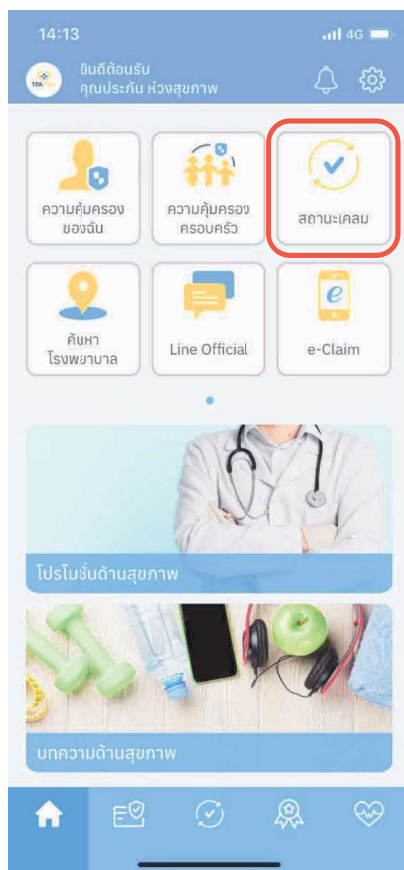 14:13
4G
ยินดีต้อนรับ
TPA
คุณประกัน ห่วงสุขภาพ
ความคุ้มครอง
ของฉัน
ความคุ้มครอง
ครอบครัว
สถานะเคลม
ค้นหา
โรงพยาบาล
Line Official
e
e-Claim
โปรโมชั่นด้านสุขภาพ
บทความด้านสุขภาพ